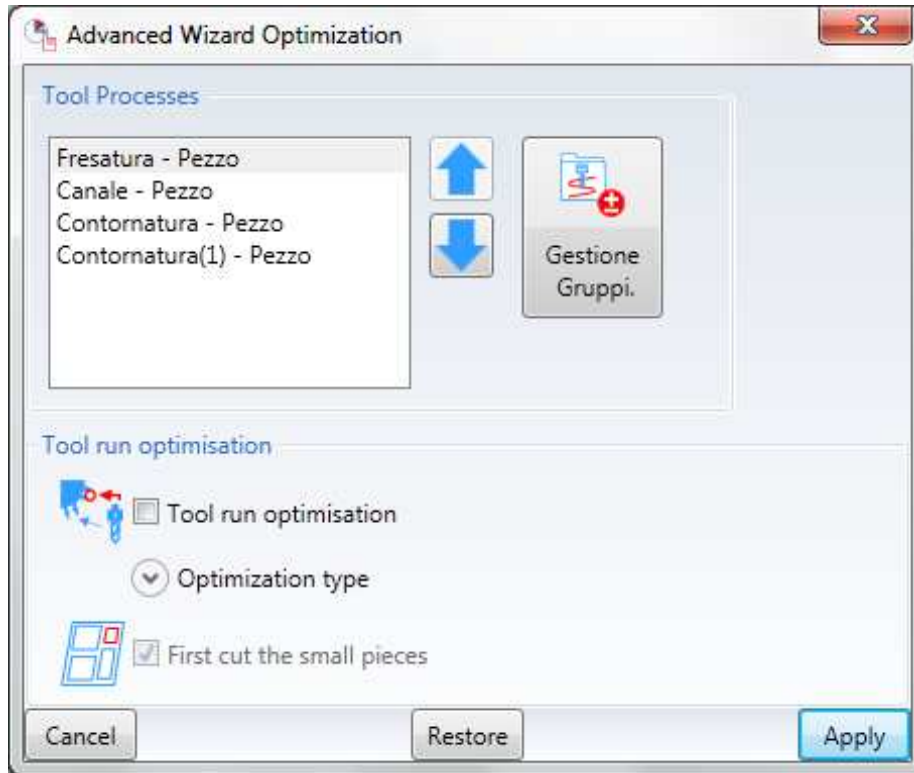 Advanced Wizard Optimization
Tool Processes
Fresatura - Pezzo
Canale - Pezzo
Contornatura - Pezzo
Contornatura(1) - Pezzo
Gestione
Gruppi.
Tool run optimisation
Tool run optimisation
Optimization type
First cut the small pieces
Cancel
Restore
Apply